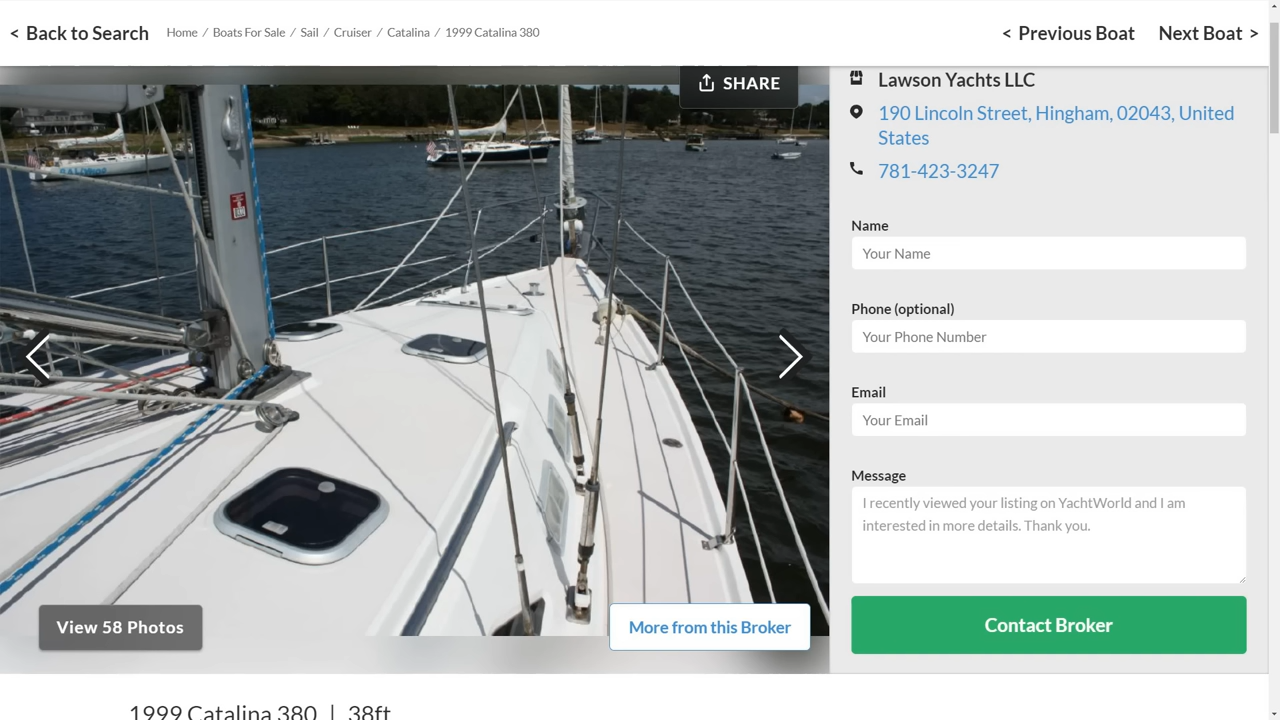 < Back to Search
Home / Boats For Sale / Sail / Cruiser / Catalina / 1999 Catalina 380
< Previous Boat
Next Boat >
SHARE
Lawson Yachts LLC
190 Lincoln Street, Hingham, 02043, United
States
781-423-3247
Name
Your Name
Phone (optional)
Your Phone Number
Email
Your Email
Message
I recently viewed your listing on YachtWorld and I am
interested in more details. Thank you.
Contact Broker
View 58 Photos
More from this Broker
1999 Catalina 380 | 38ft